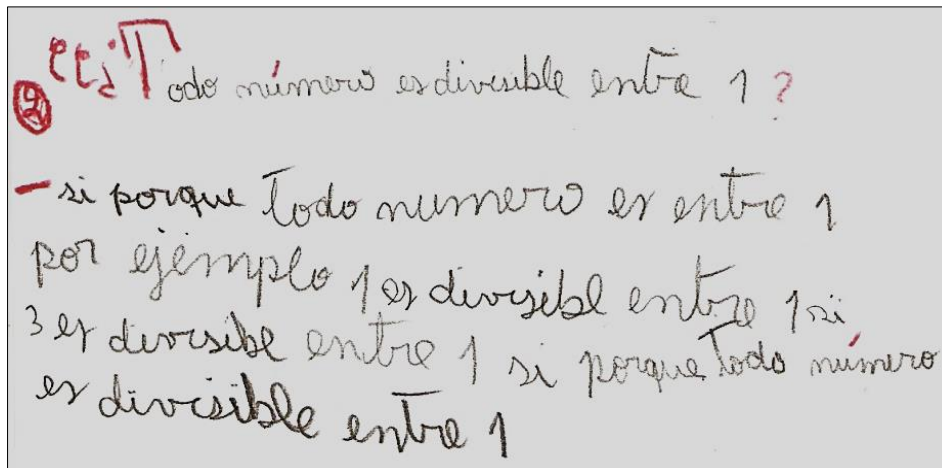 ¿Todo número es divisible entre 1?
- si porque todo numero es entre 1
por ejemplo 1 es divisibl entre 1 si
3 es divisible entre 1 si porque todo número
es divisible entre 1